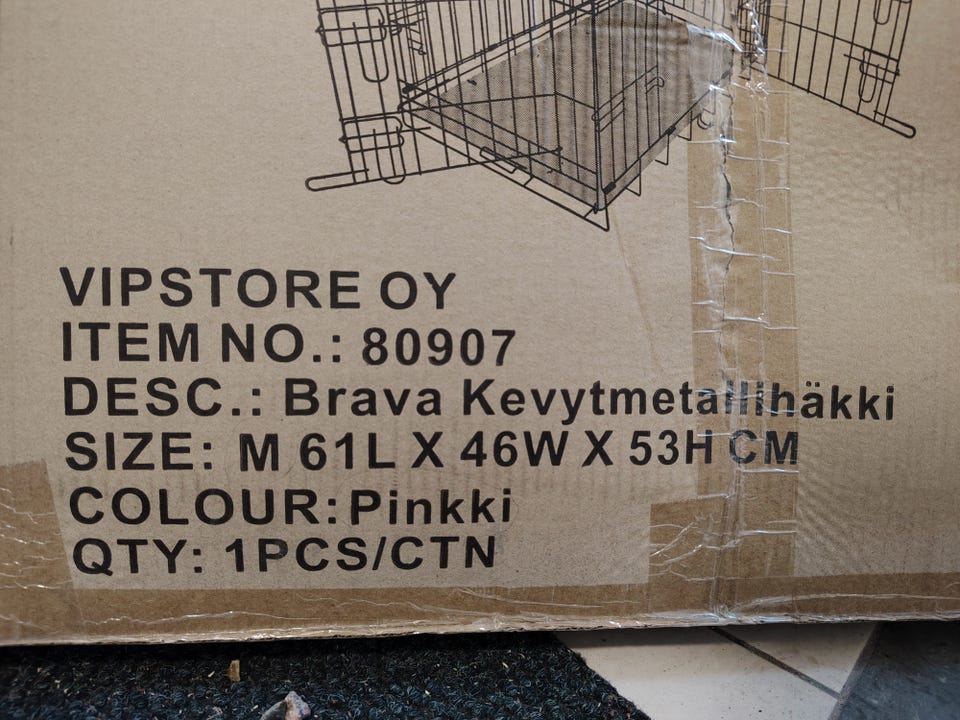 VIPSTORE OY
ITEM NO.: 80907
DESC.: Brava Kevytmetallihäkki
SIZE: M 61L X 46W X 53H CM
COLOUR: Pinkki
QTY: 1PCS/CTN